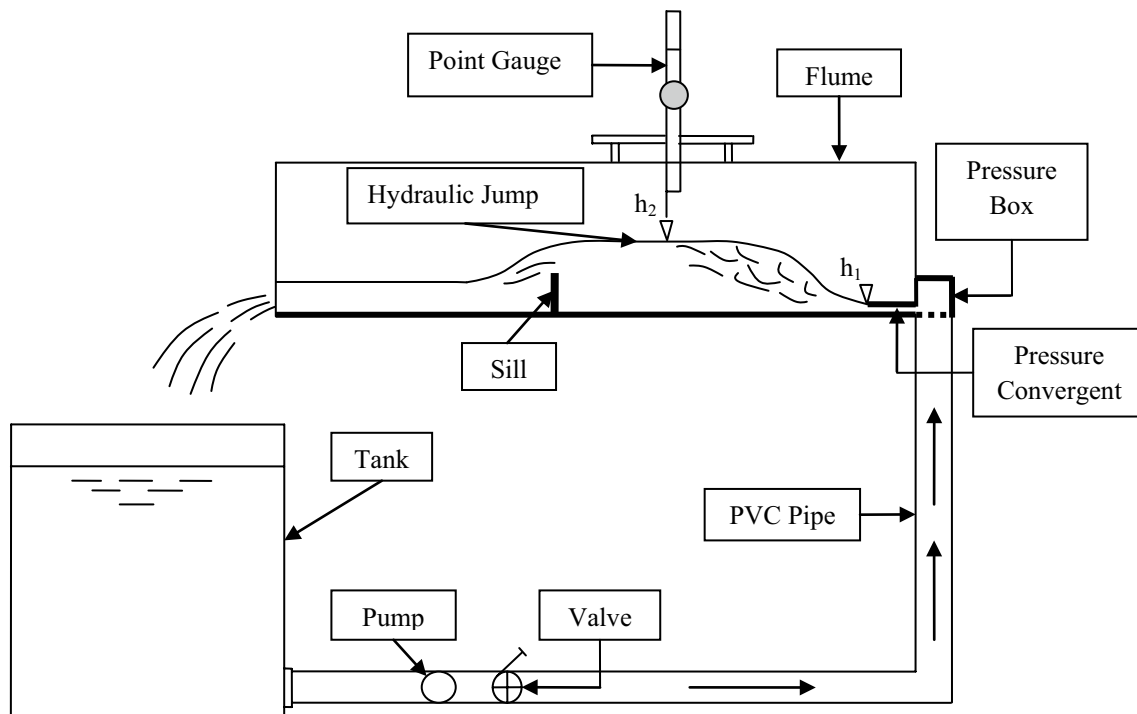 Point Gauge
Flume
Pressure
Box
Hydraulic Jump
h₂
h₁
Sill
Pressure
Convergent
Tank
PVC Pipe
Pump
Valve